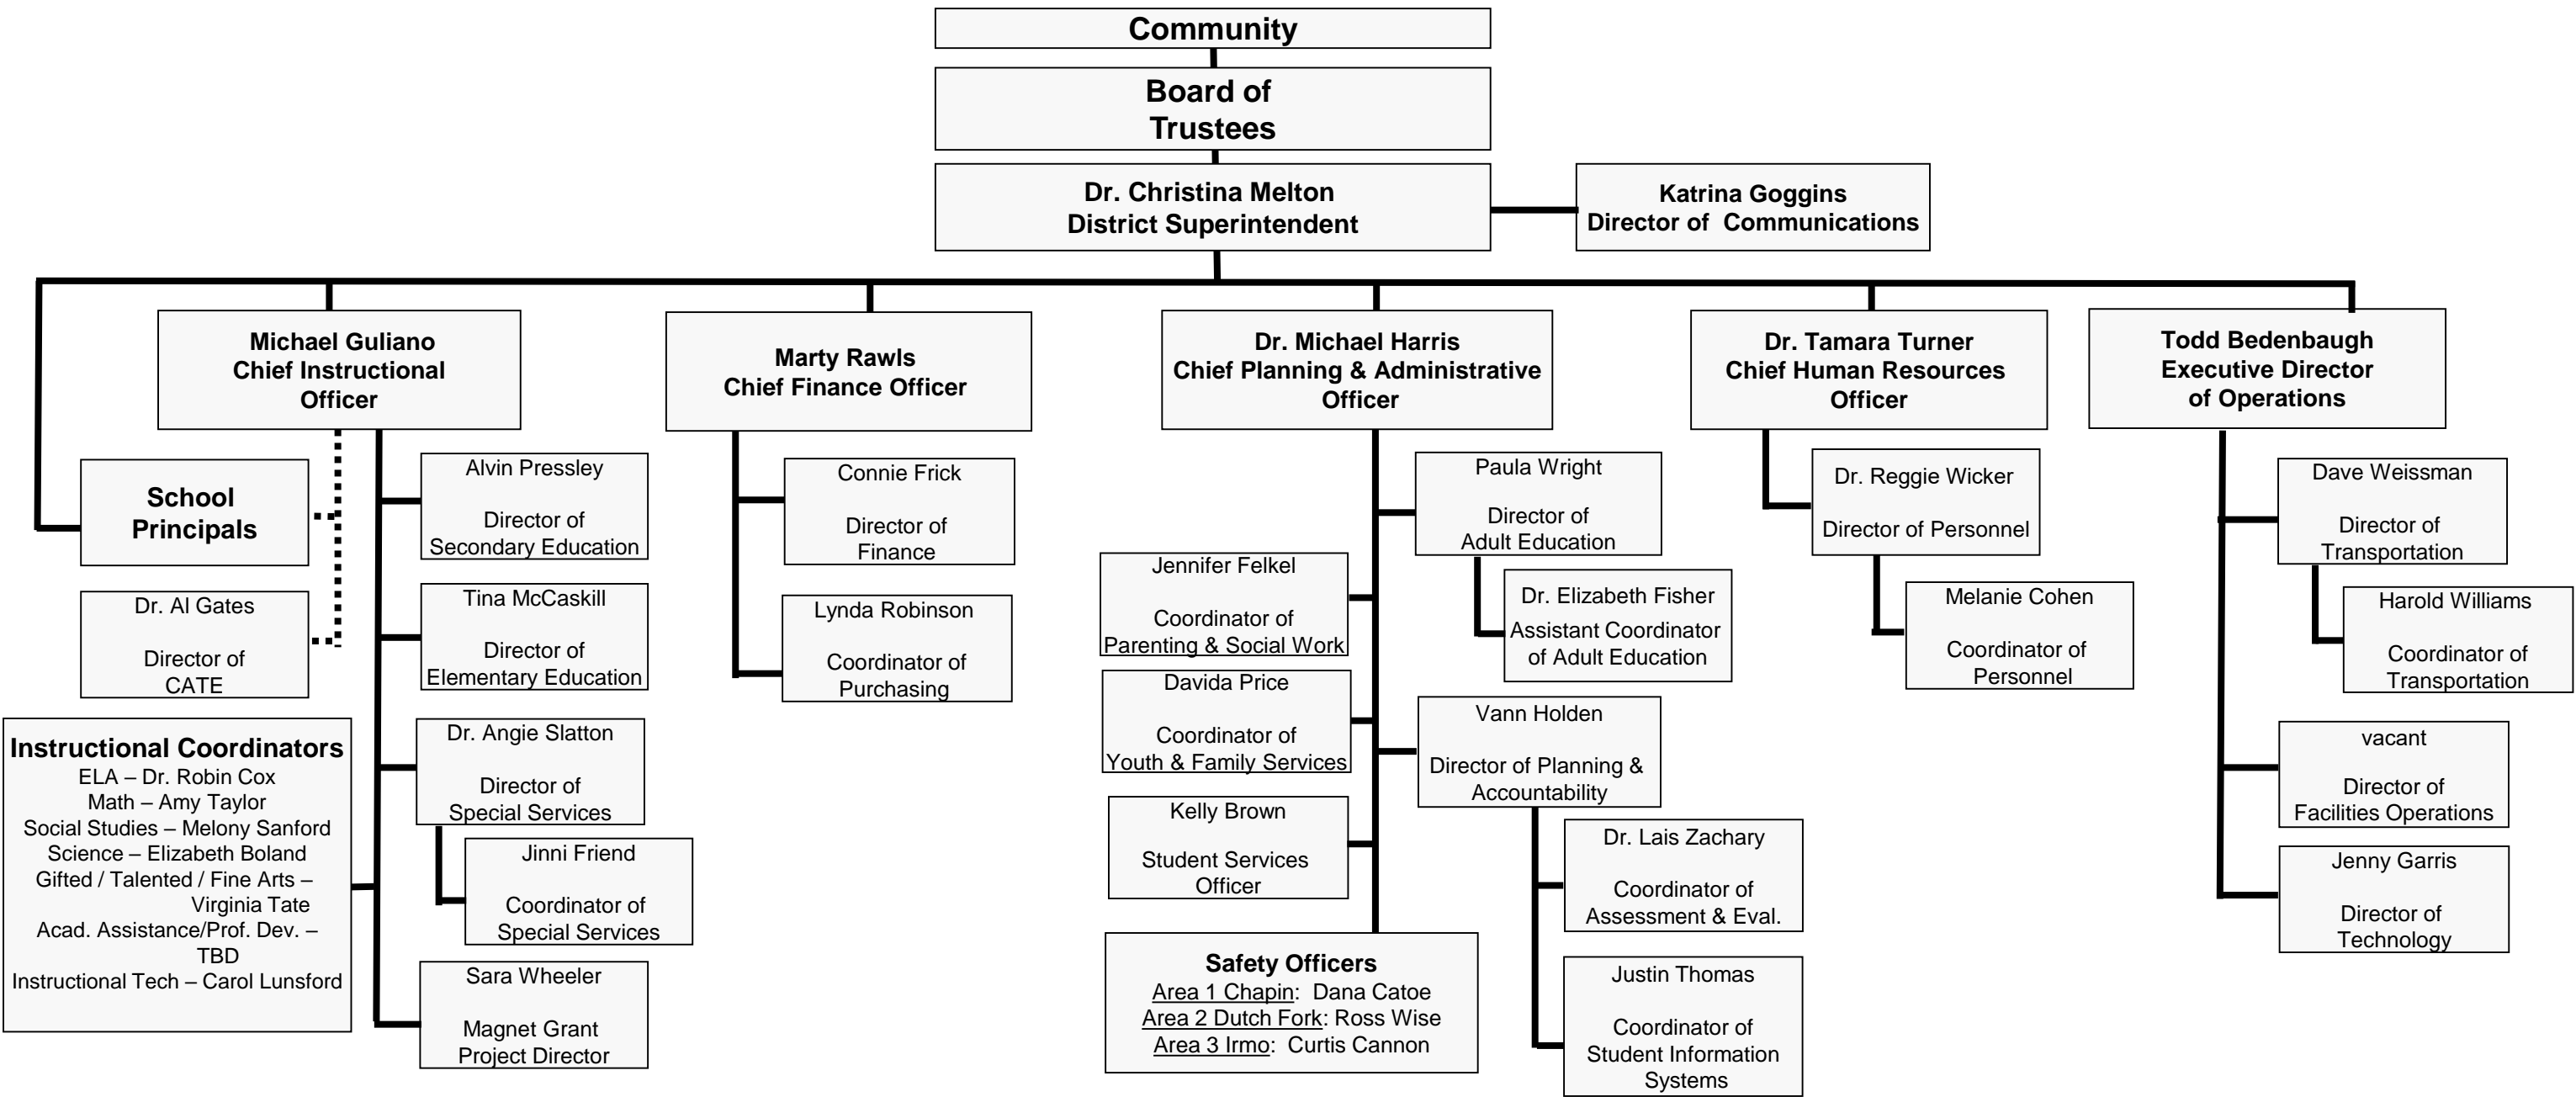 Community
Board of
Trustees
Dr. Christina Melton
District Superintendent
Katrina Goggins
Director of Communications
Michael Guliano
Chief Instructional
Officer
Marty Rawls
Chief Finance Officer
Dr. Michael Harris
Chief Planning & Administrative
Officer
Dr. Tamara Turner
Chief Human Resources
Officer
Todd Bedenbaugh
Executive Director
of Operations
School
Principals
Dr. Al Gates
Director of
CATE
Instructional Coordinators
ELA – Dr. Robin Cox
Math – Amy Taylor
Social Studies – Melony Sanford
Science – Elizabeth Boland
Gifted / Talented / Fine Arts –
Virginia Tate
Acad. Assistance/Prof. Dev. –
TBD
Instructional Tech – Carol Lunsford
Alvin Pressley
Director of
Secondary Education
Tina McCaskill
Director of
Elementary Education
Dr. Angie Slatton
Director of
Special Services
Jinni Friend
Coordinator of
Special Services
Sara Wheeler
Magnet Grant
Project Director
Connie Frick
Director of
Finance
Lynda Robinson
Coordinator of
Purchasing
Jennifer Felkel
Coordinator of
Parenting & Social Work
Davida Price
Coordinator of
Youth & Family Services
Kelly Brown
Student Services
Officer
Safety Officers
Area 1 Chapin: Dana Catoe
Area 2 Dutch Fork: Ross Wise
Area 3 Irmo: Curtis Cannon
Paula Wright
Director of
Adult Education
Dr. Elizabeth Fisher
Assistant Coordinator
of Adult Education
Vann Holden
Director of Planning &
Accountability
Dr. Lais Zachary
Coordinator of
Assessment & Eval.
Justin Thomas
Coordinator of
Student Information
Systems
Dr. Reggie Wicker
Director of Personnel
Melanie Cohen
Coordinator of
Personnel
Dave Weissman
Director of
Transportation
Harold Williams
Coordinator of
Transportation
vacant
Director of
Facilities Operations
Jenny Garris
Director of
Technology